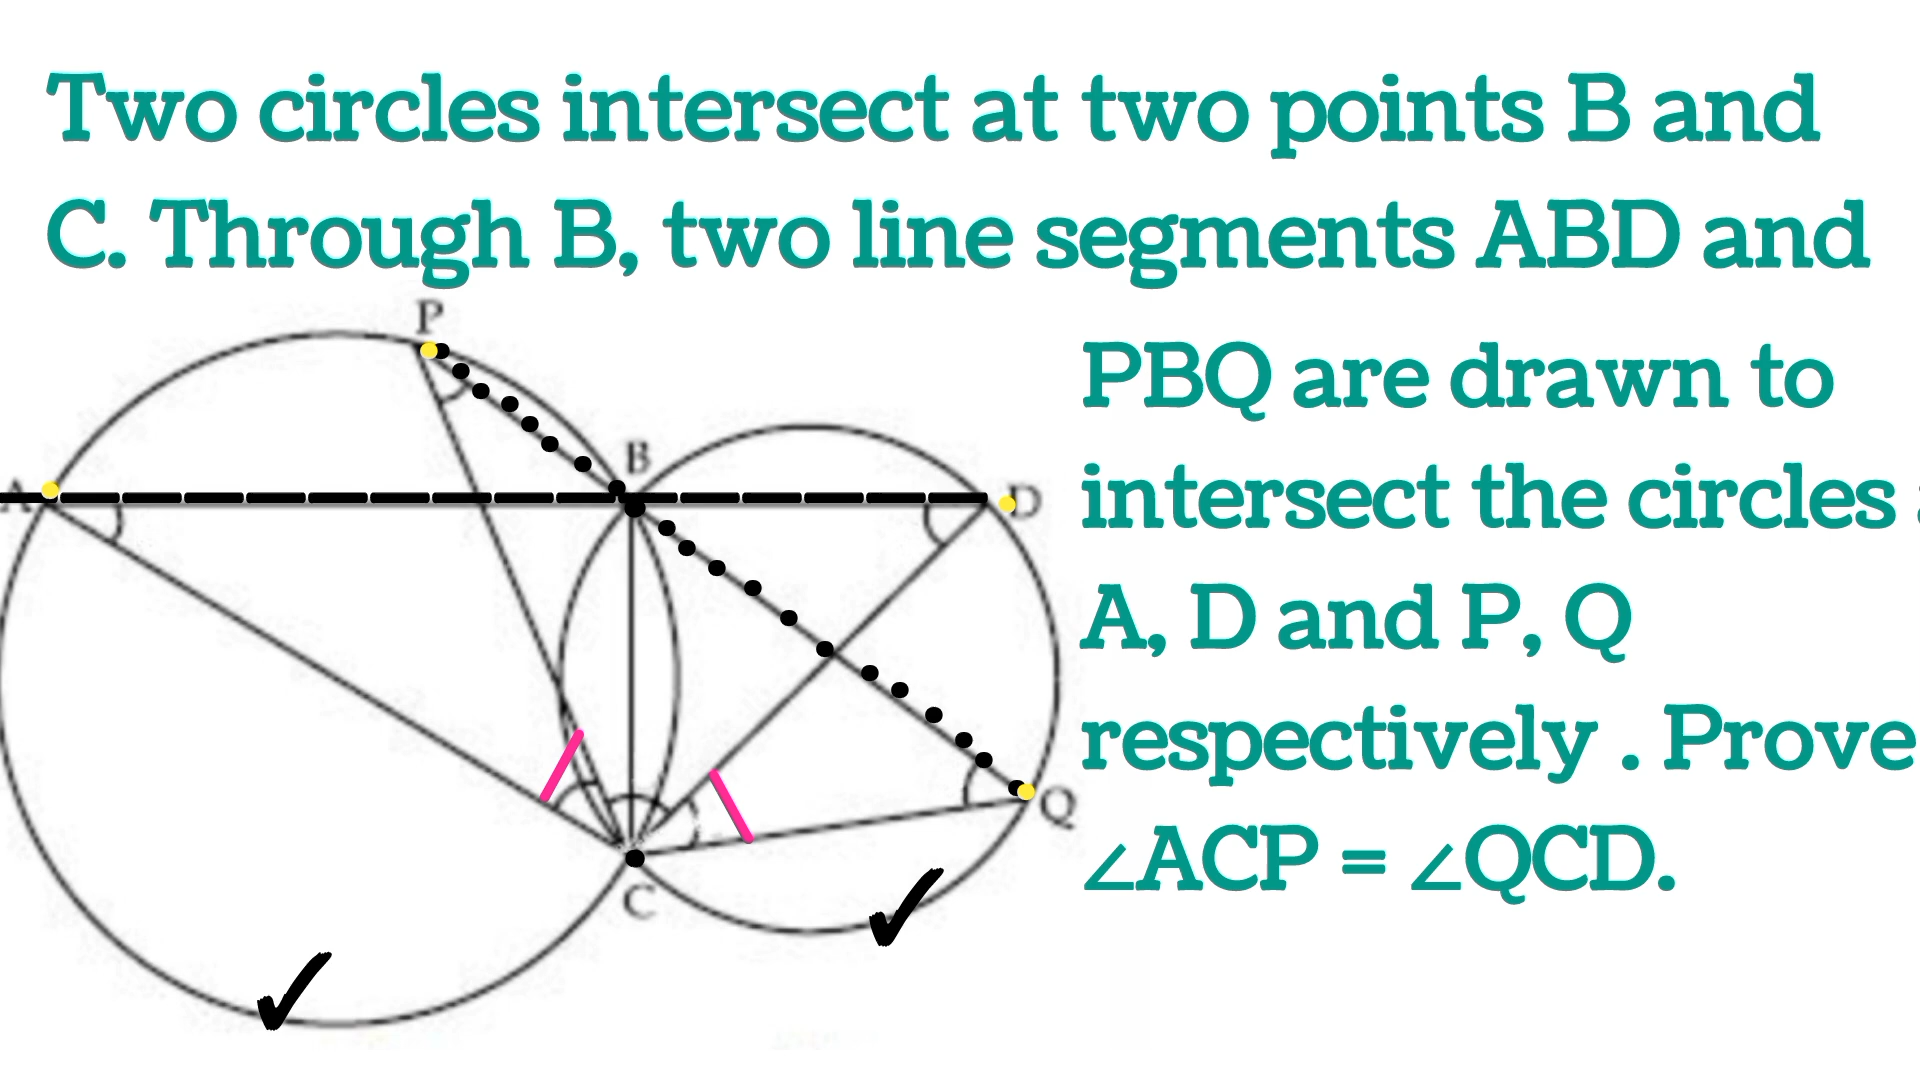 Two circles intersect at two points B and
C. Through B, two line segments ABD and
PBQ are drawn to
intersect the circles
A, D and P, Q
respectively . Prove
∠ACP = ∠QCD.
P
B
A
D
Q
C